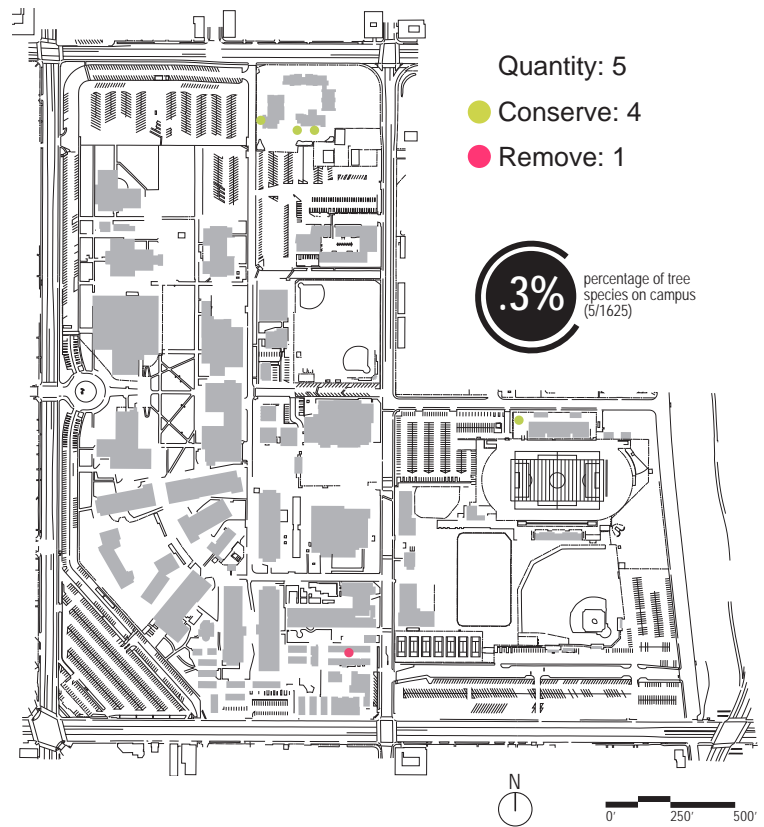 Quantity: 5
Conserve: 4
Remove: 1
.3%
percentage of tree
species on campus
(5/1625)
N
0' 250' 500'